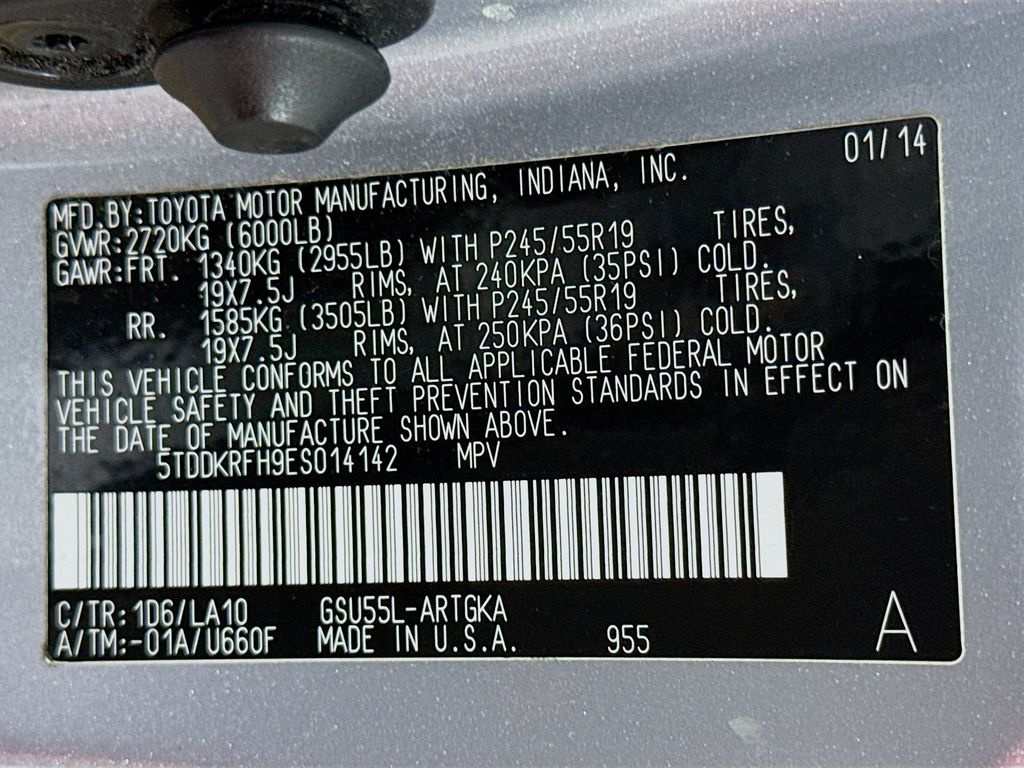 01/14
MFD.BY:TOYOTA MOTOR MANUFACTURING, INDIANA, INC.
GVWR:2720KG (6000LB)
GAWR:FRT. 1340KG (2955LB) WITH P245/55R19 TIRES,
19X7.5J RIMS, AT 240KPA (35PSI) COLD.
RR. 1585KG (3505LB) WITH P245/55R19 TIRES,
19X7.5J RIMS, AT 250KPA (36PSI) COLD.
THIS VEHICLE CONFORMS TO ALL APPLICABLE FEDERAL MOTOR
VEHICLE SAFETY AND THEFT PREVENTION STANDARDS IN EFFECT ON
THE DATE OF MANUFACTURE SHOWN ABOVE.
5TDDKRFH9ES014142 MPV
C/TR:1D6/LA10 GSU55L-ARTGKA
A/TM:-01A/U660F MADE IN U.S.A. 955 A